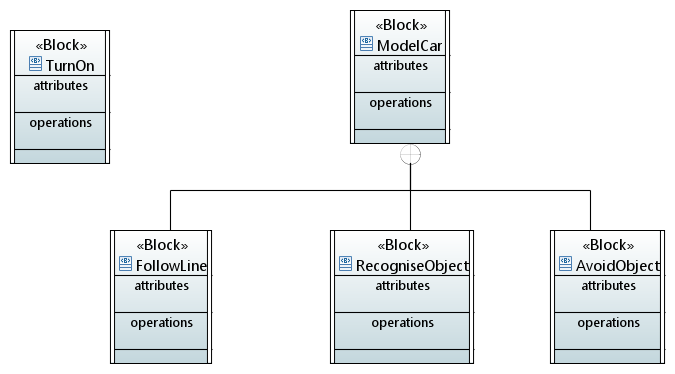 «Block»
TurnOn
attributes
operations
«Block»
ModelCar
attributes
operations
«Block»
FollowLine
attributes
operations
«Block»
RecogniseObject
attributes
operations
«Block»
AvoidObject
attributes
operations